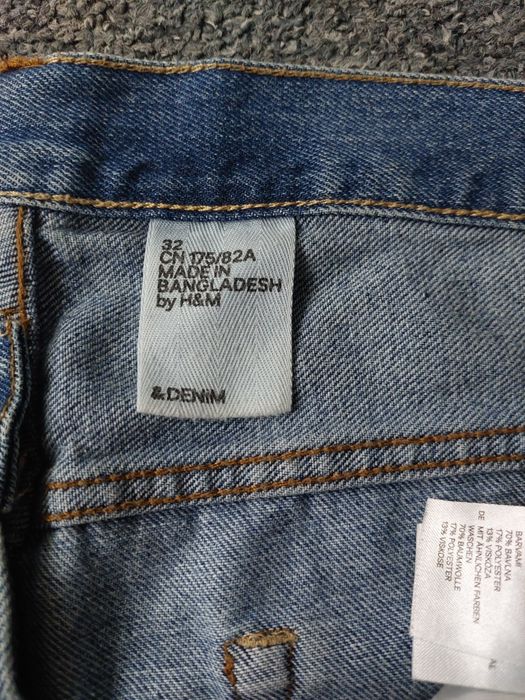 32
CN 175/82A
MADE IN
BANGLADESH
by H&M
&DENIM
BARVAMI
70% BAVLNA
17% POLYESTER
13% VISKÓZA
DE MIT ÄHNLICHEN FARBEN
WASCHEN
70% BAUMWOLLE
17% POLYESTER
13% VISKOSE